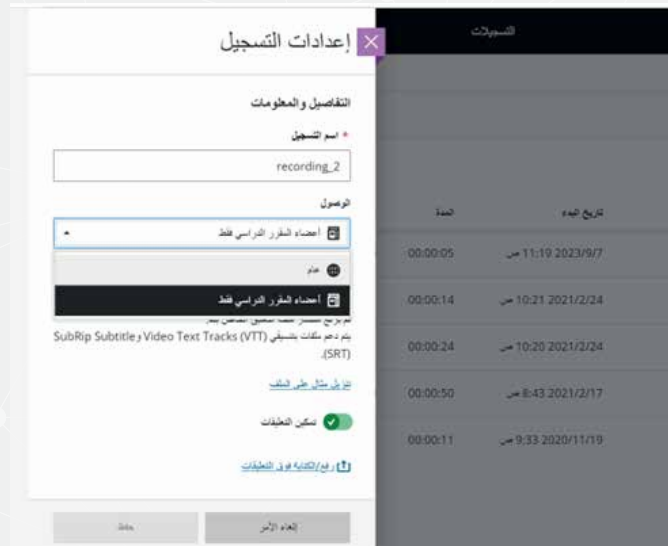 إعدادات التسجيل
التفاصيل والمعلومات
* اسم التسجيل
recording_2
الوصول
أعضاء المقرر الدراسي فقط
عام
أعضاء المقرر الدراسي فقط
يتم دعم ملفات بتنسيقي Video Text Tracks (VTT) و SubRip Subtitle
(SRT).
تنزيل مثال على الملف
تمكين التعليقات
رفع/الكتابة فوق التعليقات
إلغاء الأمر
حفظ
التسجيلات
تاريخ البدء المدة
2023/9/7 11:19 ص 00:00:05
2021/2/24 10:21 ص 00:00:14
2021/2/24 10:20 ص 00:00:24
2021/2/17 8:43 ص 00:00:50
2020/11/19 9:33 ص 00:00:11